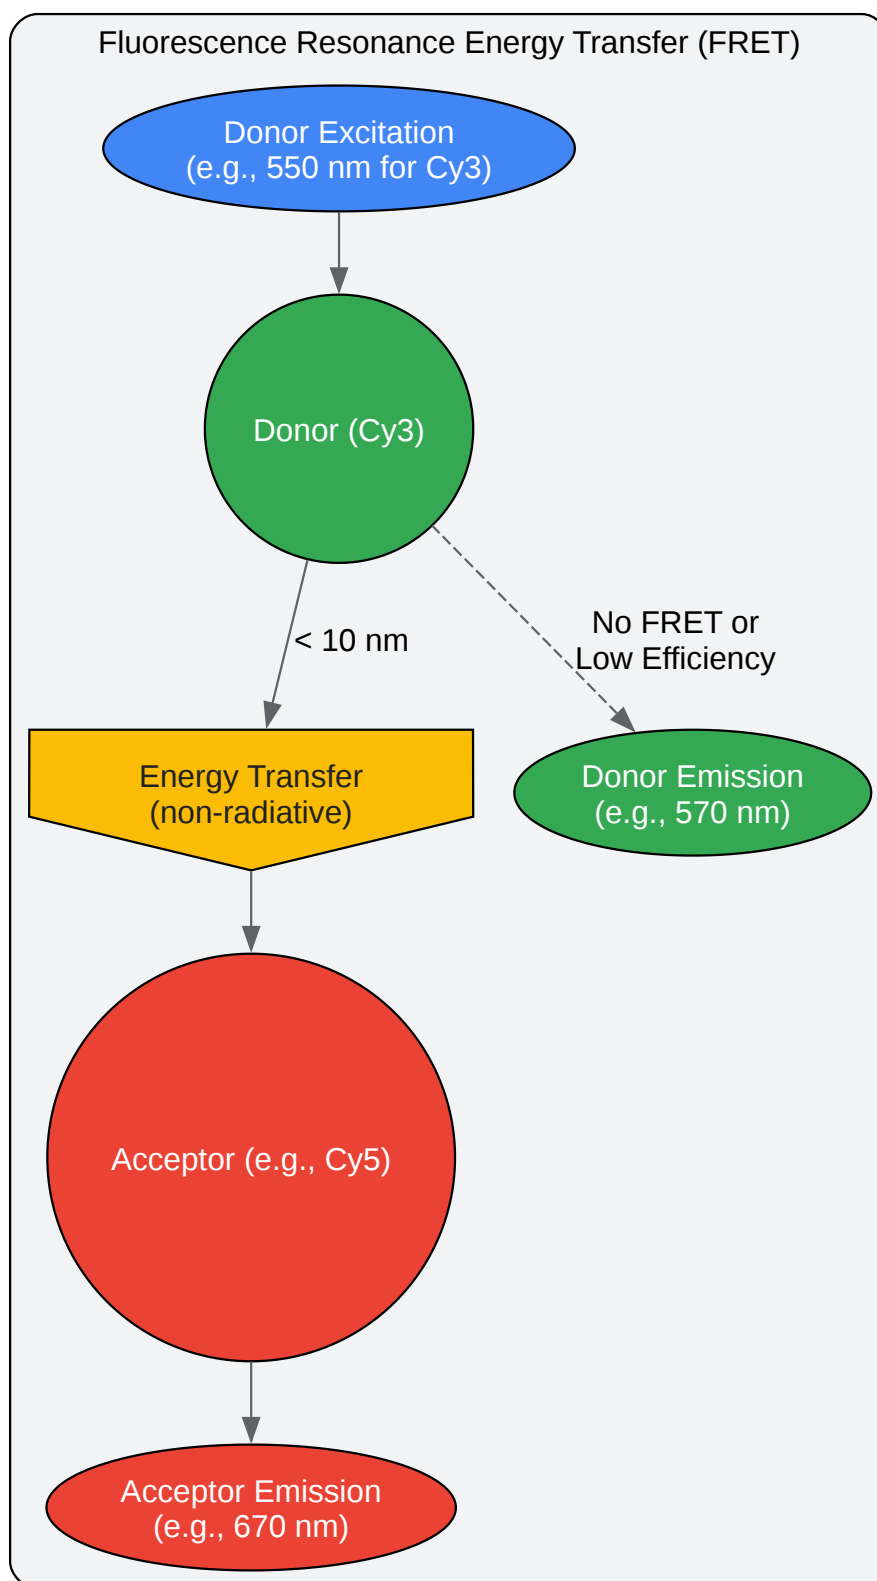 Fluorescence Resonance Energy Transfer (FRET)
Donor Excitation
(e.g., 550 nm for Cy3)
Donor (Cy3)
< 10 nm
No FRET or
Low Efficiency
Energy Transfer
(non-radiative)
Donor Emission
(e.g., 570 nm)
Acceptor (e.g., Cy5)
Acceptor Emission
(e.g., 670 nm)